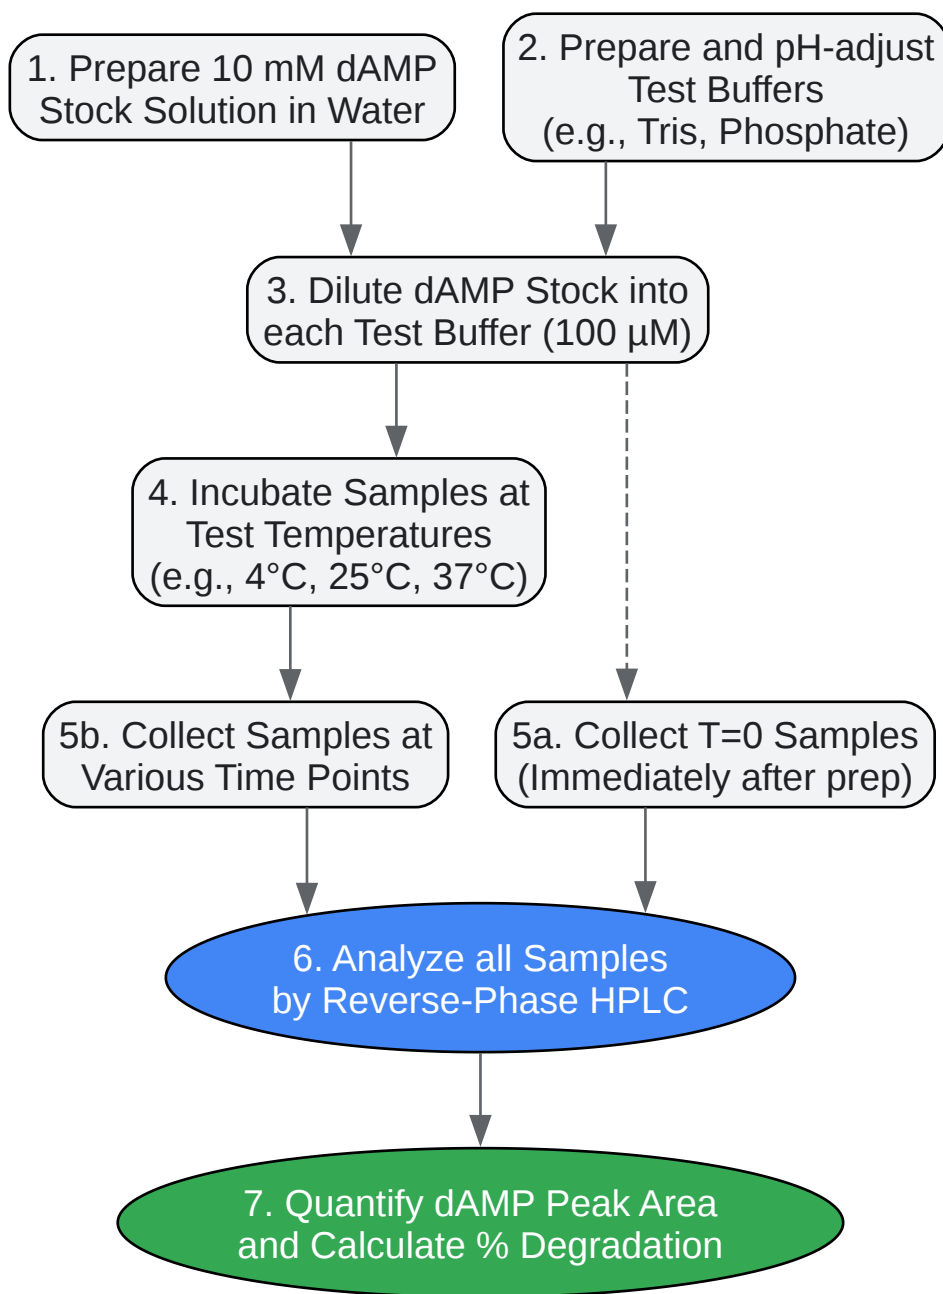 1. Prepare 10 mM dAMP
Stock Solution in Water
2. Prepare and pH-adjust
Test Buffers
(e.g., Tris, Phosphate)
3. Dilute dAMP Stock into
each Test Buffer (100 µM)
4. Incubate Samples at
Test Temperatures
(e.g., 4°C, 25°C, 37°C)
5b. Collect Samples at
Various Time Points
5a. Collect T=0 Samples
(Immediately after prep)
6. Analyze all Samples
by Reverse-Phase HPLC
7. Quantify dAMP Peak Area
and Calculate % Degradation